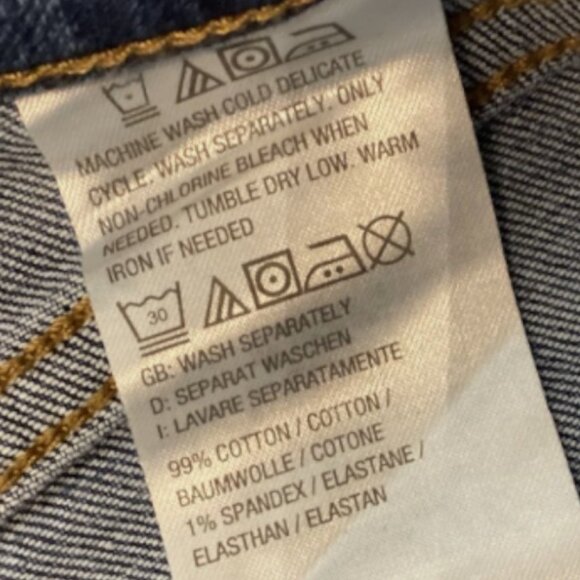 MACHINE WASH COLD DELICATE
CYCLE. WASH SEPARATELY. ONLY
NON-CHLORINE BLEACH WHEN
NEEDED. TUMBLE DRY LOW. WARM
IRON IF NEEDED
30
GB: WASH SEPARATELY
D: SEPARAT WASCHEN
I: LAVARE SEPARATAMENTE
99% COTTON / COTTON /
BAUMWOLLE / COTONE
1% SPANDEX / ELASTANE /
ELASTHAN / ELASTAN